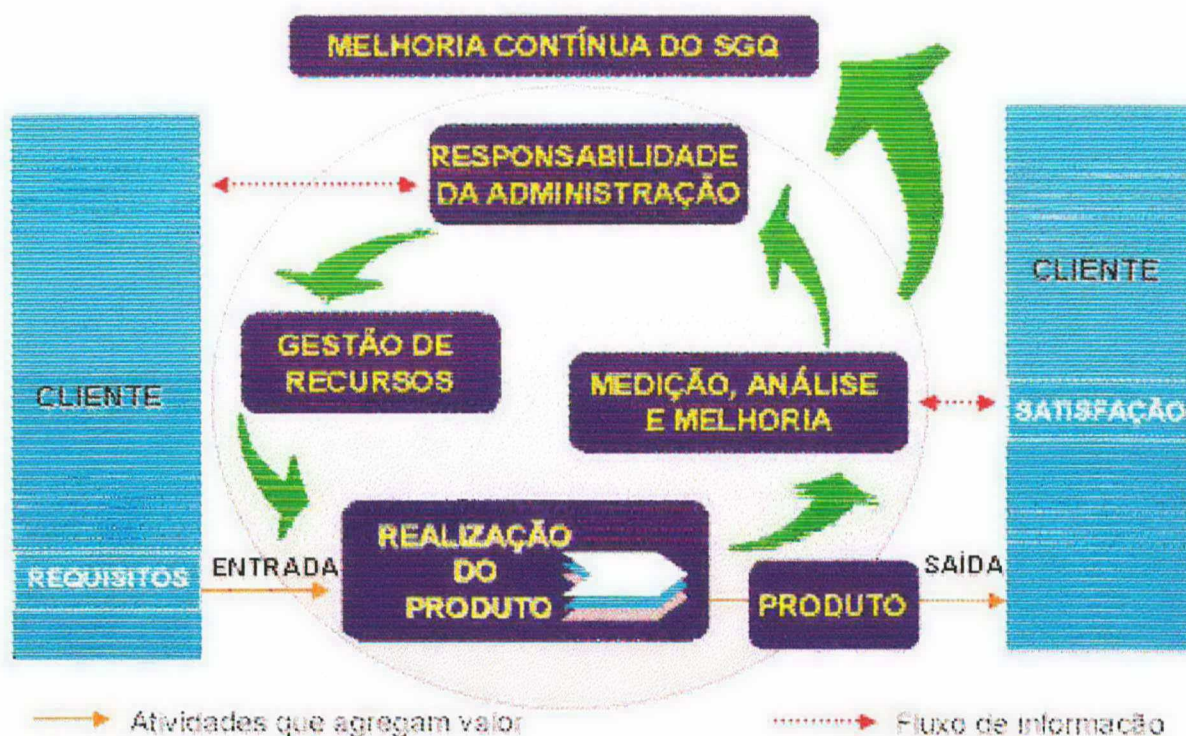 MELHORIA CONTÍNUA DO SGQ
RESPONSABILIDADE
DA ADMINISTRAÇÃO
CLIENTE
GESTÃO DE
RECURSOS
MEDIÇÃO, ANÁLISE
E MELHORIA
CLIENTE
SATISFAÇÃO
REALIZAÇÃO
DO
PRODUTO
REQUISITOS
ENTRADA
PRODUTO
SAÍDA
Atividades que agregam valor
Fluxo de informação